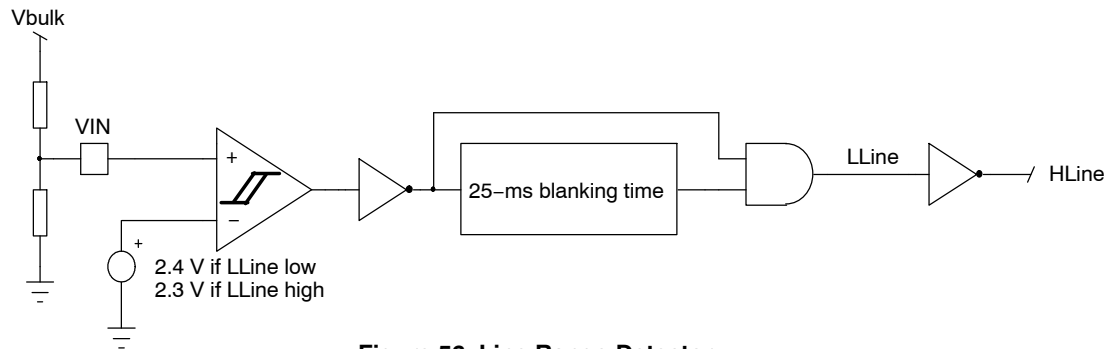 Vbulk
VIN
+
−
+
2.4 V if LLine low
2.3 V if LLine high
25−ms blanking time
LLine
HLine